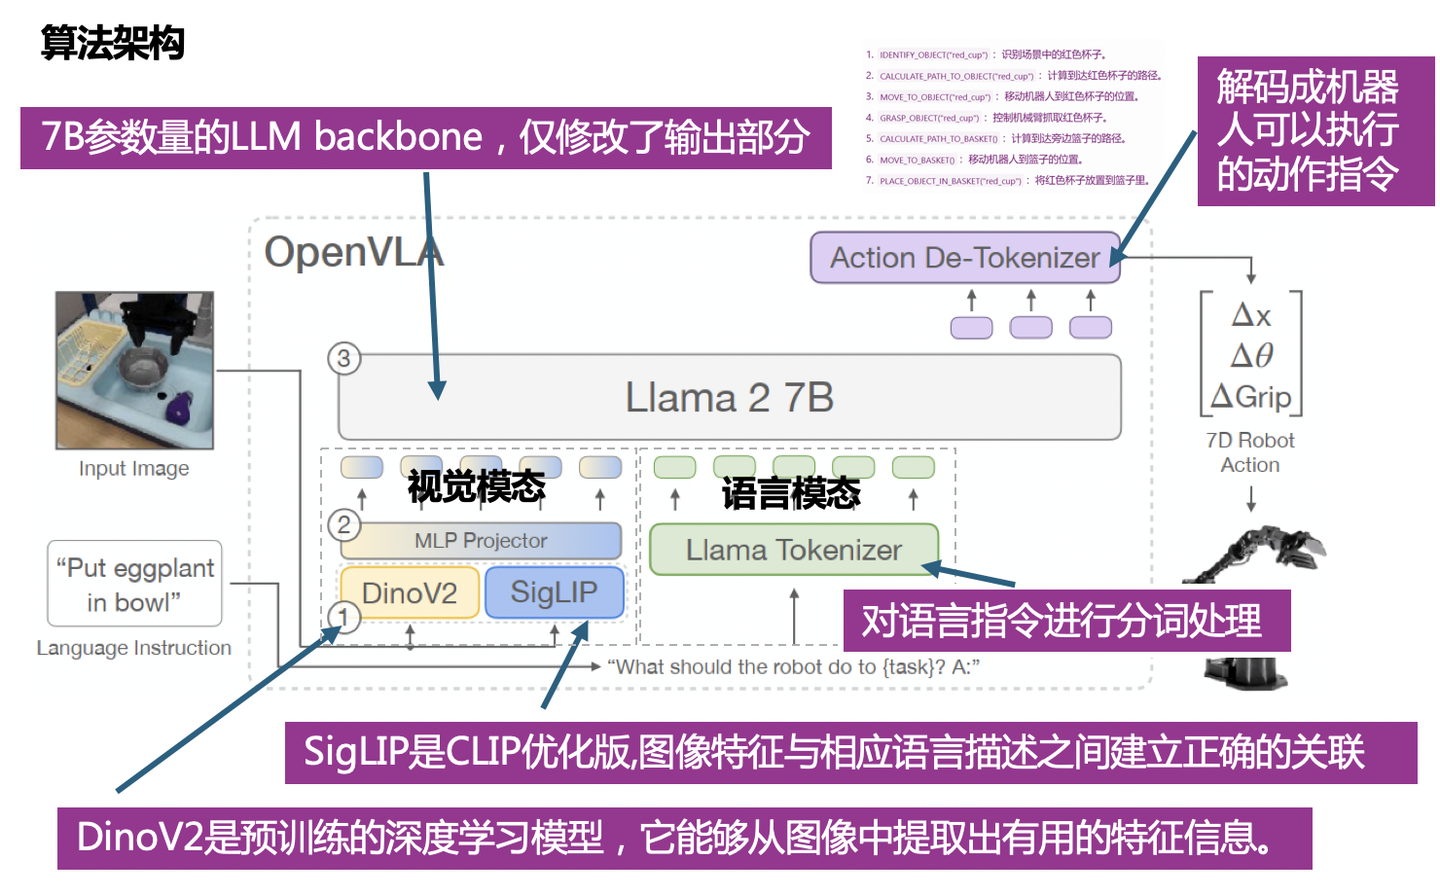 算法架构
1. IDENTIFY_OBJECT("red_cup") ：识别场景中的红色杯子。
2. CALCULATE_PATH_TO_OBJECT("red_cup") ：计算到达红色杯子的路径。
3. MOVE_TO_OBJECT("red_cup") ：移动机器人到红色杯子的位置。
4. GRASP_OBJECT("red_cup") ：控制机械臂抓取红色杯子。
5. CALCULATE_PATH_TO_BASKET() ：计算到达旁边篮子的路径。
6. MOVE_TO_BASKET() ：移动机器人到篮子的位置。
7. PLACE_OBJECT_IN_BASKET("red_cup") ：将红色杯子放置到篮子里。
解码成机器
人可以执行
的动作指令
7B参数量的LLM backbone，仅修改了输出部分
OpenVLA
Action De-Tokenizer
Δx
Δθ
ΔGrip
7D Robot
Action
3
Llama 2 7B
Input Image
视觉模态
语言模态
2
MLP Projector
Llama Tokenizer
DinoV2
SigLIP
1
“Put eggplant
in bowl”
Language Instruction
对语言指令进行分词处理
“What should the robot do to {task}? A:”
SigLIP是CLIP优化版,图像特征与相应语言描述之间建立正确的关联
DinoV2是预训练的深度学习模型，它能够从图像中提取出有用的特征信息。